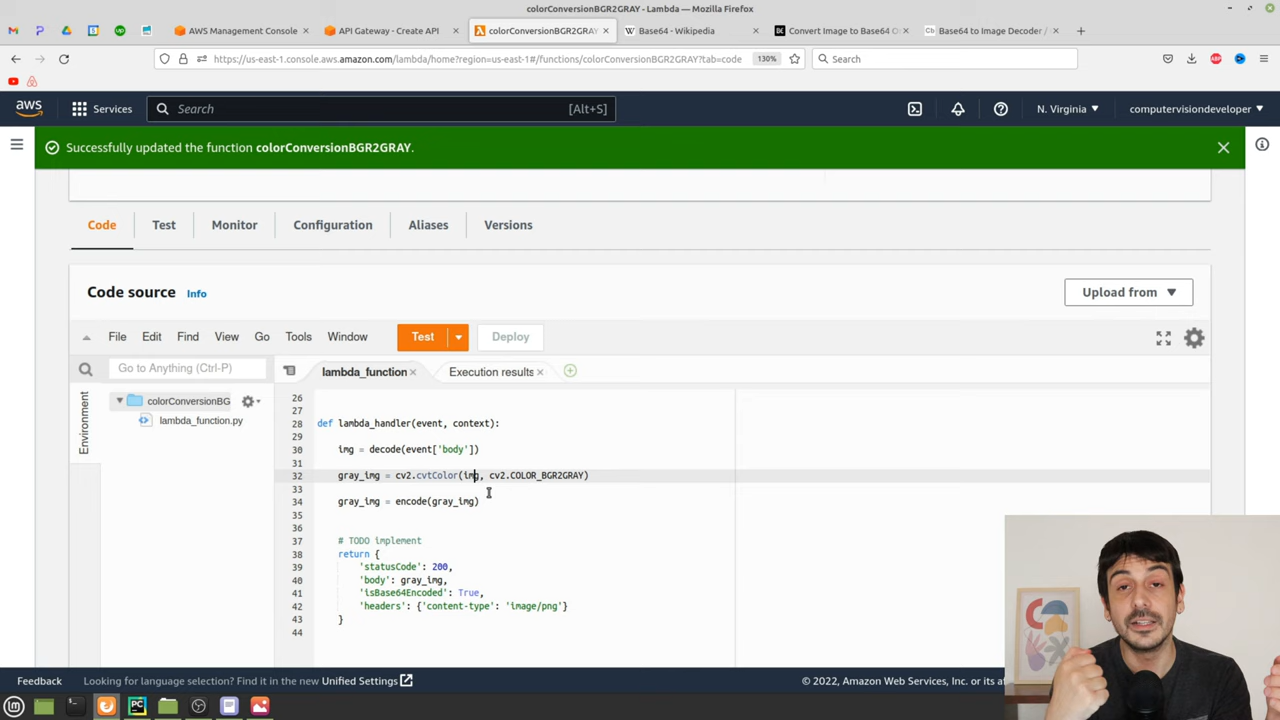 colorConversionBGR2GRAY - Lambda — Mozilla Firefox
AWS Management Console
API Gateway - Create API
colorConversionBGR2GRAY
Base64 - Wikipedia
Convert Image to Base64 O
Base64 to Image Decoder /
https://us-east-1.console.aws.amazon.com/lambda/home?region=us-east-1#/functions/colorConversionBGR2GRAY?tab=code
130%
Search
aws
Services
Search
[Alt+S]
N. Virginia
computervisiondeveloper
Successfully updated the function colorConversionBGR2GRAY.
Code
Test
Monitor
Configuration
Aliases
Versions
Code source
Info
Upload from
File
Edit
Find
View
Go
Tools
Window
Test
Deploy
Go to Anything (Ctrl-P)
lambda_function
Execution results
Environment
colorConversionBG
lambda_function.py
26
27
28 def lambda_handler(event, context):
29
30 img = decode(event['body'])
31
32 gray_img = cv2.cvtColor(img, cv2.COLOR_BGR2GRAY)
33
34 gray_img = encode(gray_img)
35
36
37 # TODO implement
38 return {
39 'statusCode': 200,
40 'body': gray_img,
41 'isBase64Encoded': True,
42 'headers': {'content-type': 'image/png'}
43 }
44
Feedback
Looking for language selection? Find it in the new Unified Settings
© 2022, Amazon Web Services, Inc. or its